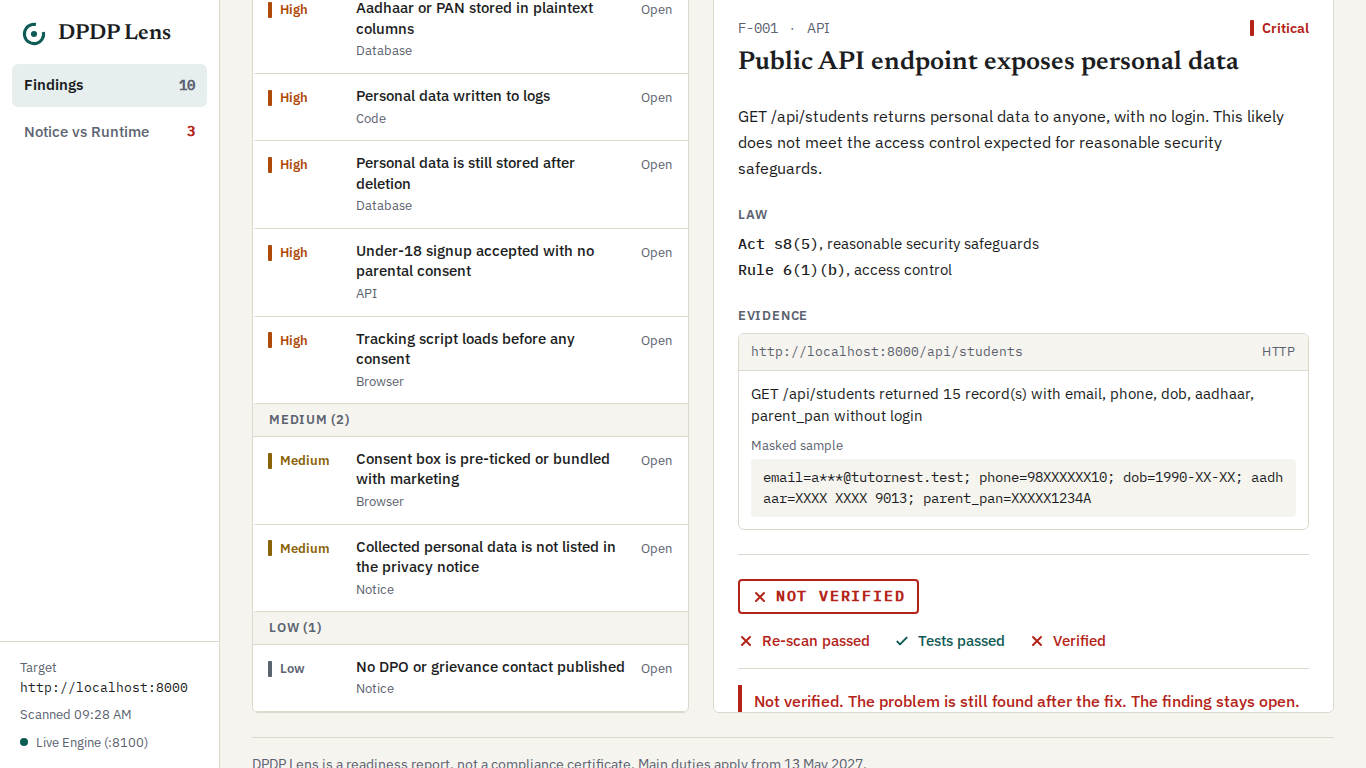 DPDP Lens
Findings 10
Notice vs Runtime 3
Target
http://localhost:8000
Scanned 09:28 AM
Live Engine (:8100)
High Aadhaar or PAN stored in plaintext Open
columns
Database
High Personal data written to logs Open
Code
High Personal data is still stored after Open
deletion
Database
High Under-18 signup accepted with no Open
parental consent
API
High Tracking script loads before any Open
consent
Browser
MEDIUM (2)
Medium Consent box is pre-ticked or bundled Open
with marketing
Browser
Medium Collected personal data is not listed in Open
the privacy notice
Notice
LOW (1)
Low No DPO or grievance contact published Open
Notice
F-001 · API Critical
Public API endpoint exposes personal data
GET /api/students returns personal data to anyone, with no login. This likely
does not meet the access control expected for reasonable security
safeguards.
LAW
Act s8(5), reasonable security safeguards
Rule 6(1)(b), access control
EVIDENCE
http://localhost:8000/api/students HTTP
GET /api/students returned 15 record(s) with email, phone, dob, aadhaar,
parent_pan without login
Masked sample
email=a***@tutornest.test; phone=98XXXXXX10; dob=1990-XX-XX; aadh
aar=XXXX XXXX 9013; parent_pan=XXXXX1234A
NOT VERIFIED
Re-scan passed Tests passed Verified
Not verified. The problem is still found after the fix. The finding stays open.
DPDP Lens is a readiness report, not a compliance certificate. Main duties apply from 13 May 2027.